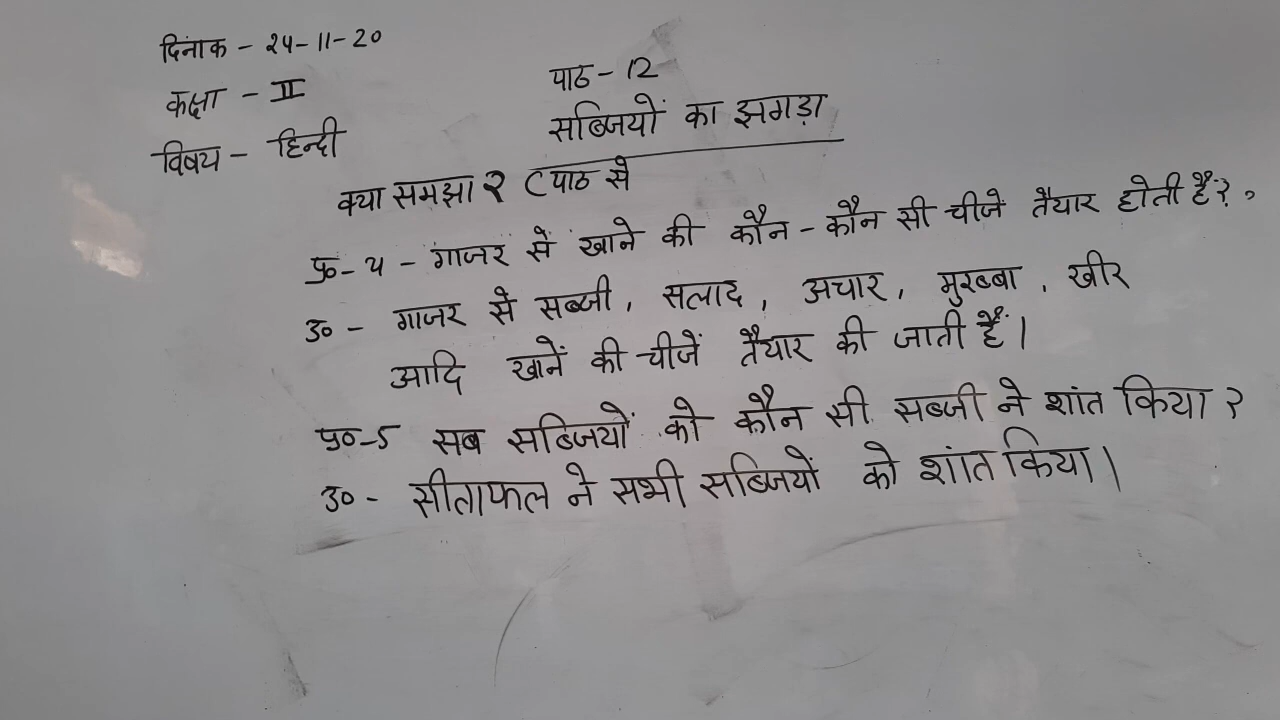 दिनांक - 24-11-20
कक्षा - II
विषय - हिन्दी
पाठ - 12
सब्जियों का झगड़ा
क्या समझा ? (पाठ से
प्र०- 4 - गाजर से खाने की कौन - कौन सी चीजें तैयार होती हैं ?
उ० - गाजर से सब्जी, सलाद, अचार, मुरब्बा, खीर
आदि खानें की चीजें तैयार की जाती हैं।
प्र०-5 सब सब्जियों को कौन सी सब्जी ने शांत किया ?
उ० - सीताफल ने सभी सब्जियों को शांत किया।